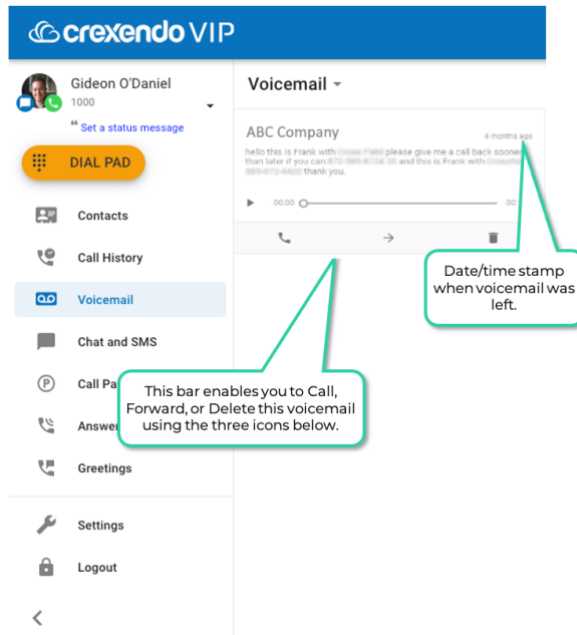 crexendo VIP
Gideon O'Daniel
1000
“ Set a status message
DIAL PAD
Contacts
Call History
Voicemail
Chat and SMS
Call Pa
Answer
Greetings
Settings
Logout
Voicemail
ABC Company
4 months ago
hello this is Frank with please give me a call back sooner
than later if you can and this is Frank with
thank you.
00:00
00:
Date/time stamp
when voicemail was
left.
This bar enables you to Call,
Forward, or Delete this voicemail
using the three icons below.